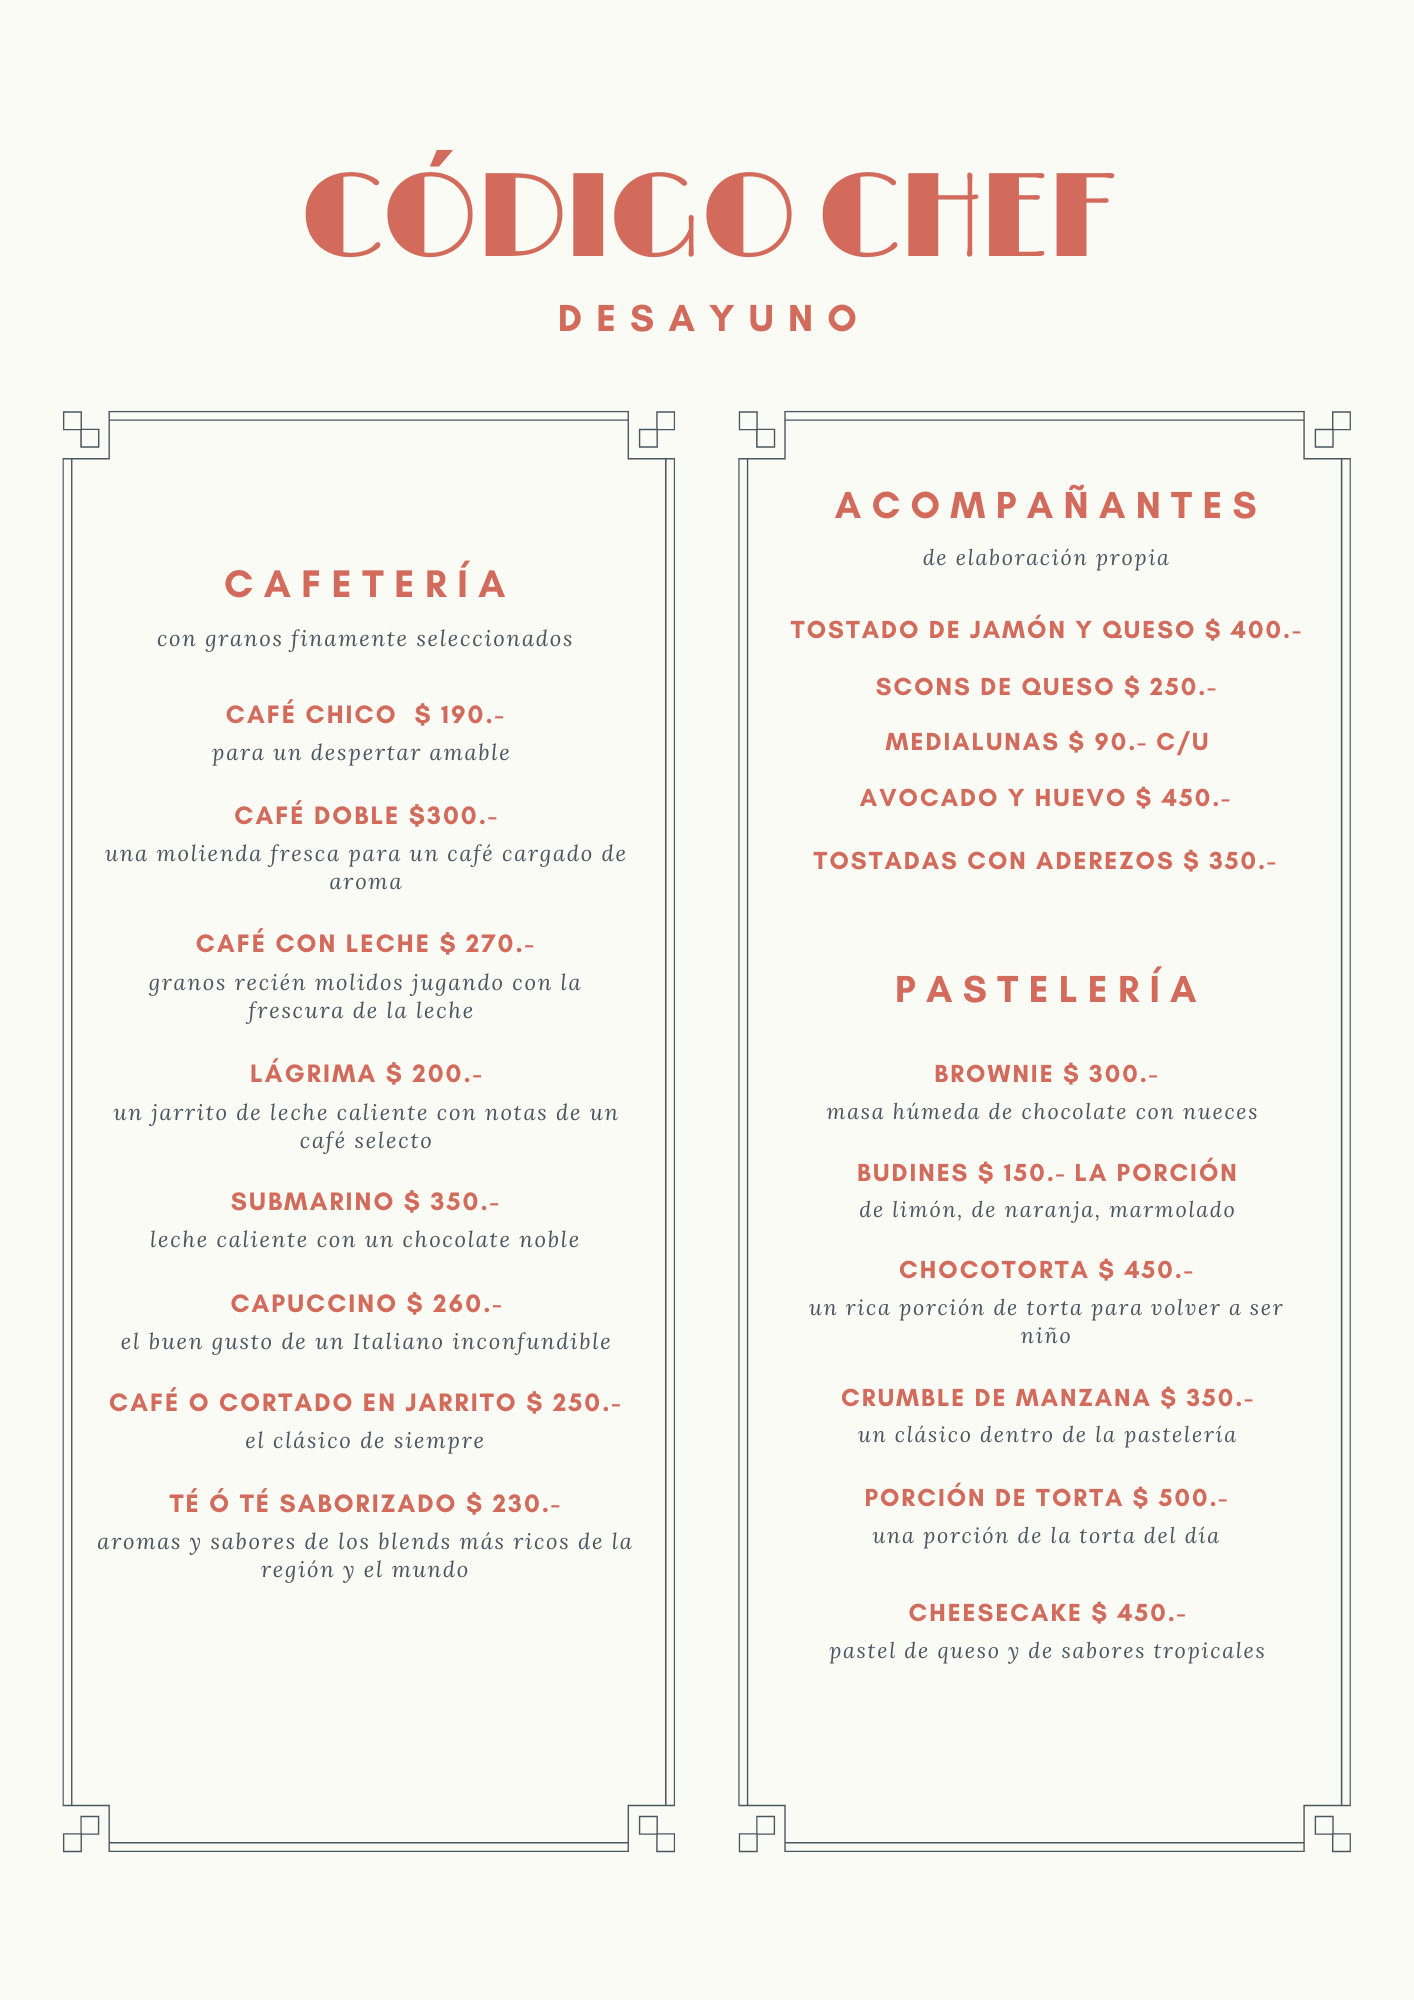 CÓDIGO CHEF
DESAYUNO
CAFETERÍA
con granos finamente seleccionados
CAFÉ CHICO  $ 190.-
para un despertar amable
CAFÉ DOBLE $300.-
una molienda fresca para un café cargado de
aroma
CAFÉ CON LECHE $ 270.-
granos recién molidos jugando con la
frescura de la leche
LÁGRIMA $ 200.-
un jarrito de leche caliente con notas de un
café selecto
SUBMARINO $ 350.-
leche caliente con un chocolate noble
CAPUCCINO $ 260.-
el buen gusto de un Italiano inconfundible
CAFÉ O CORTADO EN JARRITO $ 250.-
el clásico de siempre
TÉ Ó TÉ SABORIZADO $ 230.-
aromas y sabores de los blends más ricos de la
región y el mundo
ACOMPAÑANTES
de elaboración propia
TOSTADO DE JAMÓN Y QUESO $ 400.-
SCONS DE QUESO $ 250.-
MEDIALUNAS $ 90.- C/U
AVOCADO Y HUEVO $ 450.-
TOSTADAS CON ADEREZOS $ 350.-
PASTELERÍA
BROWNIE $ 300.-
masa húmeda de chocolate con nueces
BUDINES $ 150.- LA PORCIÓN
de limón, de naranja, marmolado
CHOCOTORTA $ 450.-
un rica porción de torta para volver a ser
niño
CRUMBLE DE MANZANA $ 350.-
un clásico dentro de la pastelería
PORCIÓN DE TORTA $ 500.-
una porción de la torta del día
CHEESECAKE $ 450.-
pastel de queso y de sabores tropicales